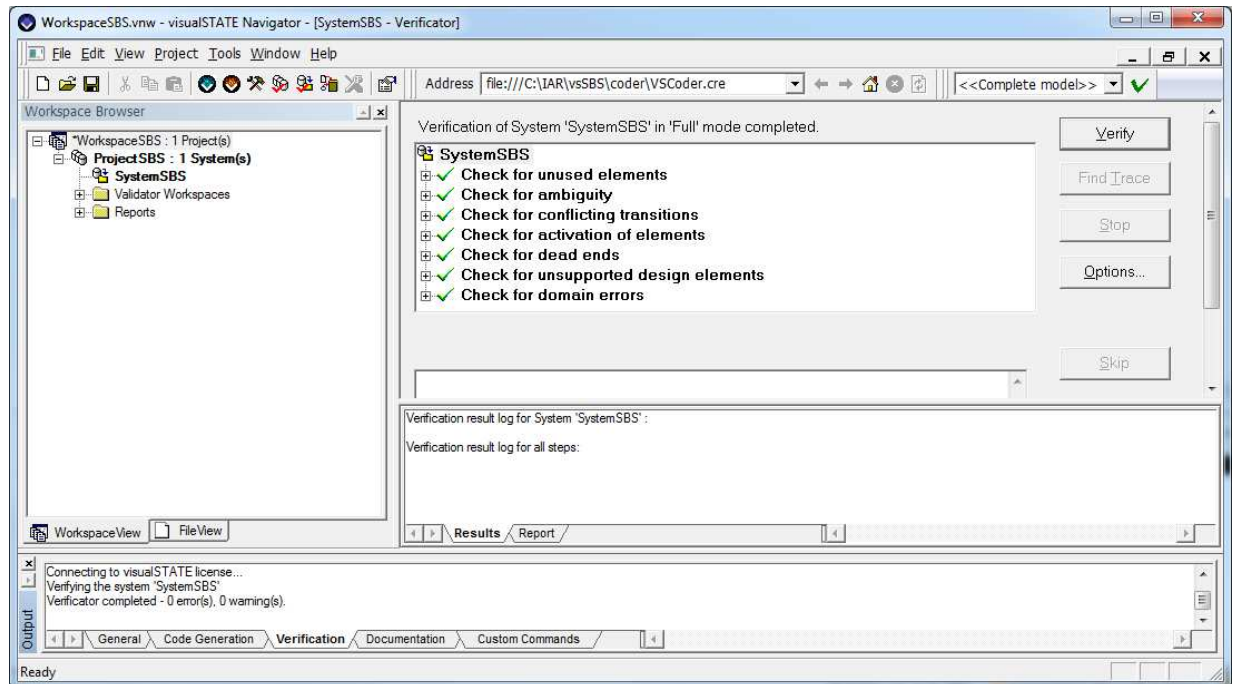 WorkspaceSBS.vnw - visualSTATE Navigator - [SystemSBS - Verificator]
File Edit View Project Tools Window Help
Address file:///C:\IAR\vsSBS\coder\VSCoder.cre <<Complete model>>
Workspace Browser
*WorkspaceSBS : 1 Project(s)
ProjectSBS : 1 System(s)
SystemSBS
Validator Workspaces
Reports
WorkspaceView FileView
Verification of System 'SystemSBS' in 'Full' mode completed.
SystemSBS
Check for unused elements
Check for ambiguity
Check for conflicting transitions
Check for activation of elements
Check for dead ends
Check for unsupported design elements
Check for domain errors
Verify
Find Trace
Stop
Options...
Skip
Verification result log for System 'SystemSBS' :
Verification result log for all steps:
Results Report
Output
Connecting to visualSTATE license...
Verifying the system 'SystemSBS'
Verificator completed - 0 error(s), 0 warning(s).
General Code Generation Verification Documentation Custom Commands
Ready